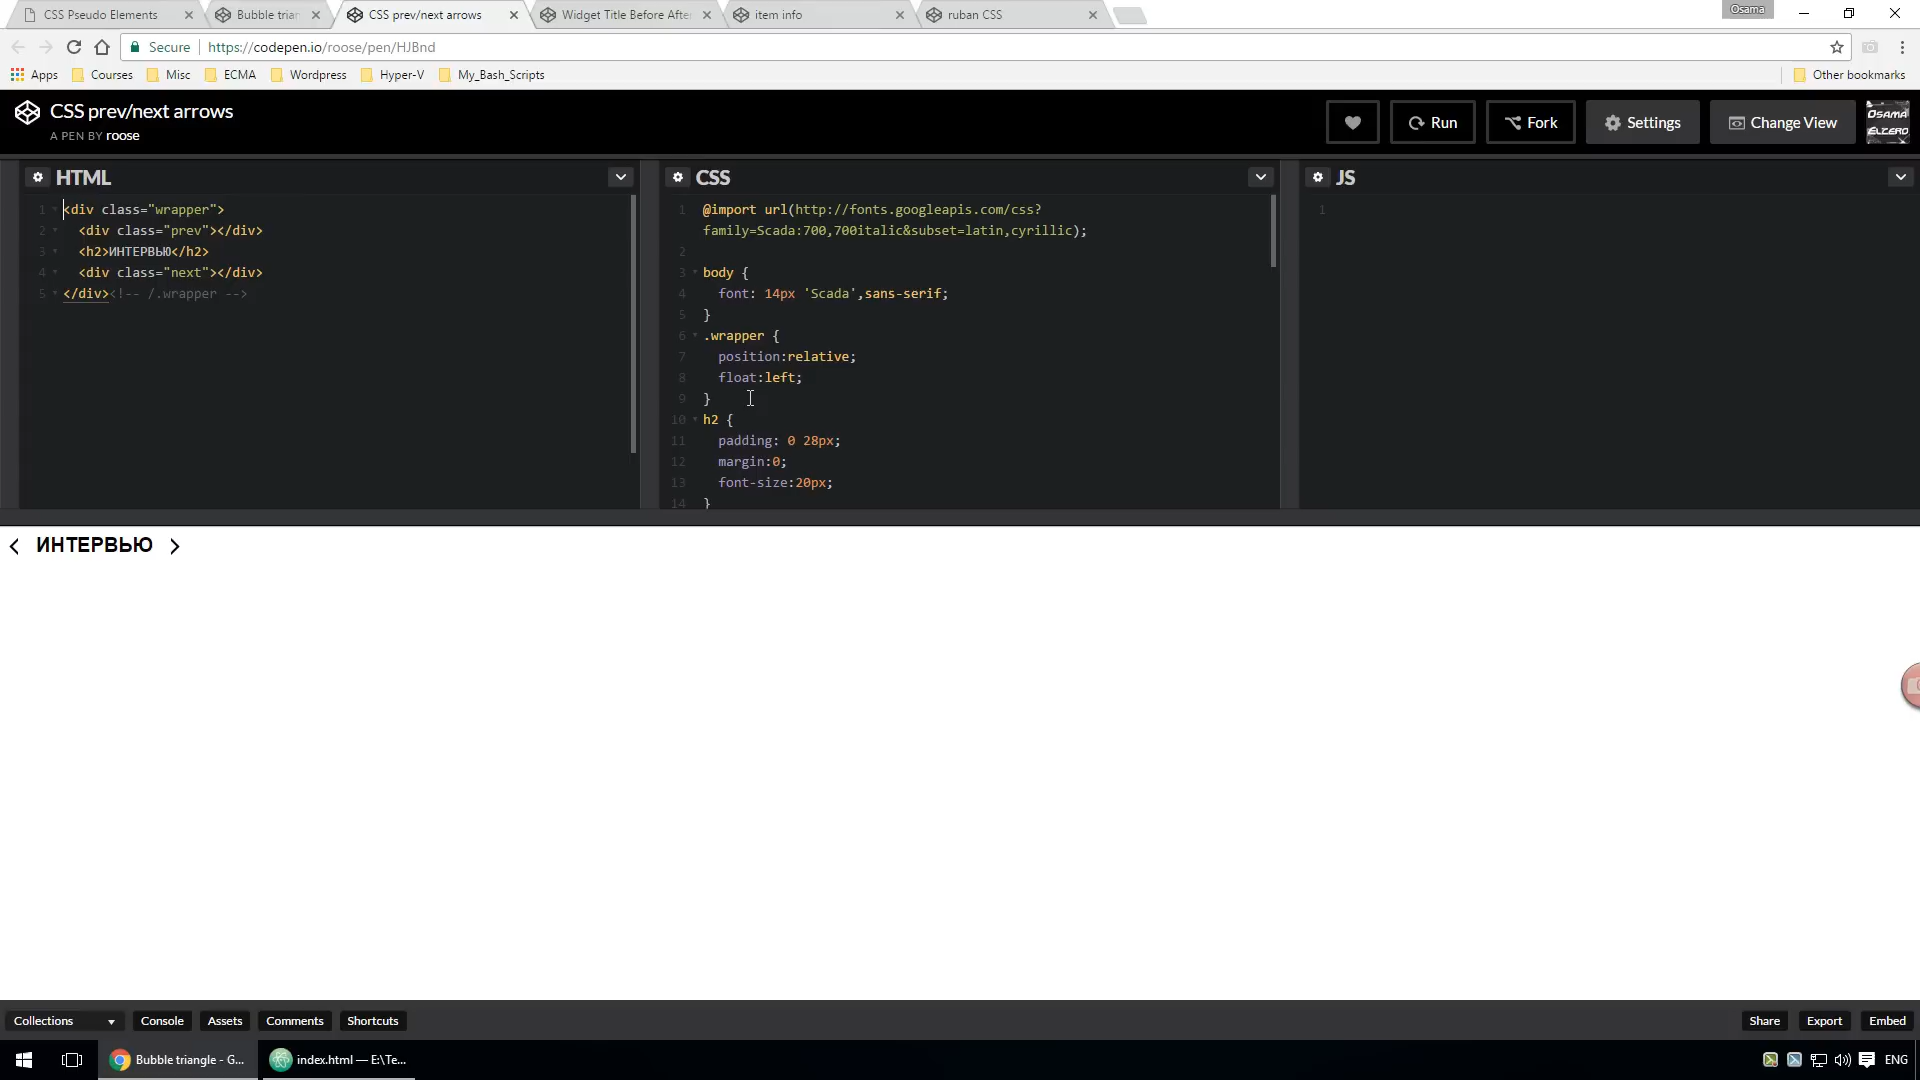 CSS Pseudo Elements
Bubble trian
CSS prev/next arrows
Widget Title Before Afte
item info
ruban CSS
Osama
Secure
https://codepen.io/roose/pen/HJBnd
Apps
Courses
Misc
ECMA
Wordpress
Hyper-V
My_Bash_Scripts
Other bookmarks
CSS prev/next arrows
A PEN BY roose
Run
Fork
Settings
Change View
OSAMA
ELZERO
HTML
1 <div class="wrapper">
2 <div class="prev"></div>
3 <h2>ИНТЕРВЬЮ</h2>
4 <div class="next"></div>
5 </div><!-- /.wrapper -->
CSS
1 @import url(http://fonts.googleapis.com/css?
family=Scada:700,700italic&subset=latin,cyrillic);
2
3 body {
4 font: 14px 'Scada',sans-serif;
5 }
6 .wrapper {
7 position:relative;
8 float:left;
9 }
10 h2 {
11 padding: 0 28px;
12 margin:0;
13 font-size:20px;
14 }
JS
1
ИНТЕРВЬЮ
Collections
Console
Assets
Comments
Shortcuts
Share
Export
Embed
Bubble triangle - G...
index.html — E:\Te...
ENG